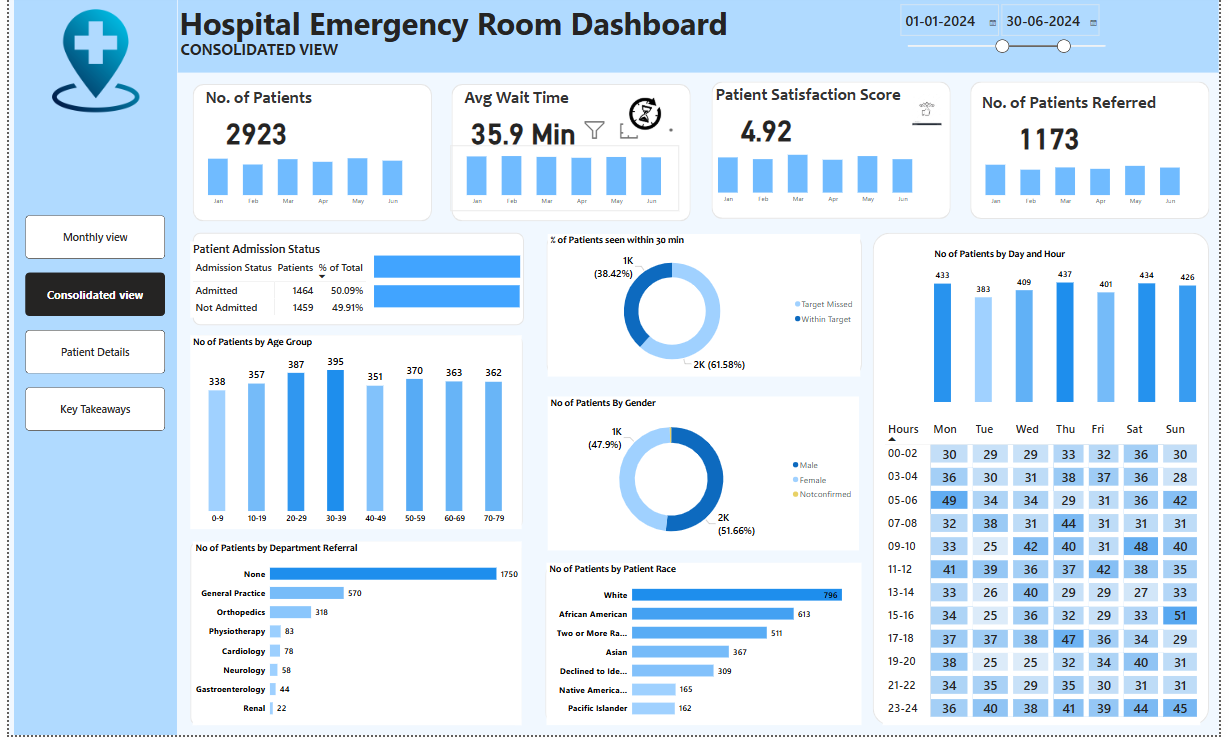 Hospital Emergency Room Dashboard
CONSOLIDATED VIEW
01-01-2024 30-06-2024
Monthly view
Consolidated view
Patient Details
Key Takeaways
No. of Patients
2923
Jan Feb Mar Apr May Jun
Avg Wait Time
35.9 Min
Jan Feb Mar Apr May Jun
Patient Satisfaction Score
4.92
Jan Feb Mar Apr May Jun
No. of Patients Referred
1173
Jan Feb Mar Apr May Jun
Patient Admission Status
Admission Status Patients % of Total
Admitted 1464 50.09%
Not Admitted 1459 49.91%
No of Patients by Age Group
338 357 387 395 351 370 363 362
0-9 10-19 20-29 30-39 40-49 50-59 60-69 70-79
No of Patients by Department Referral
None 1750
General Practice 570
Orthopedics 318
Physiotherapy 83
Cardiology 78
Neurology 58
Gastroenterology 44
Renal 22
% of Patients seen within 30 min
1K
(38.42%)
2K (61.58%)
Target Missed
Within Target
No of Patients By Gender
1K
(47.9%)
2K
(51.66%)
Male
Female
Notconfirmed
No of Patients by Patient Race
White 796
African American 613
Two or More Ra... 511
Asian 367
Declined to Ide... 309
Native America... 165
Pacific Islander 162
No of Patients by Day and Hour
433 383 409 437 401 434 426
Hours Mon Tue Wed Thu Fri Sat Sun
00-02 30 29 29 33 32 36 30
03-04 36 30 31 38 37 36 28
05-06 49 34 34 29 31 36 42
07-08 32 38 31 44 31 31 31
09-10 33 25 42 40 31 48 40
11-12 41 39 36 37 42 38 35
13-14 33 26 40 29 29 27 33
15-16 34 25 36 32 29 33 51
17-18 37 37 38 47 36 34 29
19-20 38 25 25 32 34 40 31
21-22 34 35 29 35 30 31 31
23-24 36 40 38 41 39 44 45